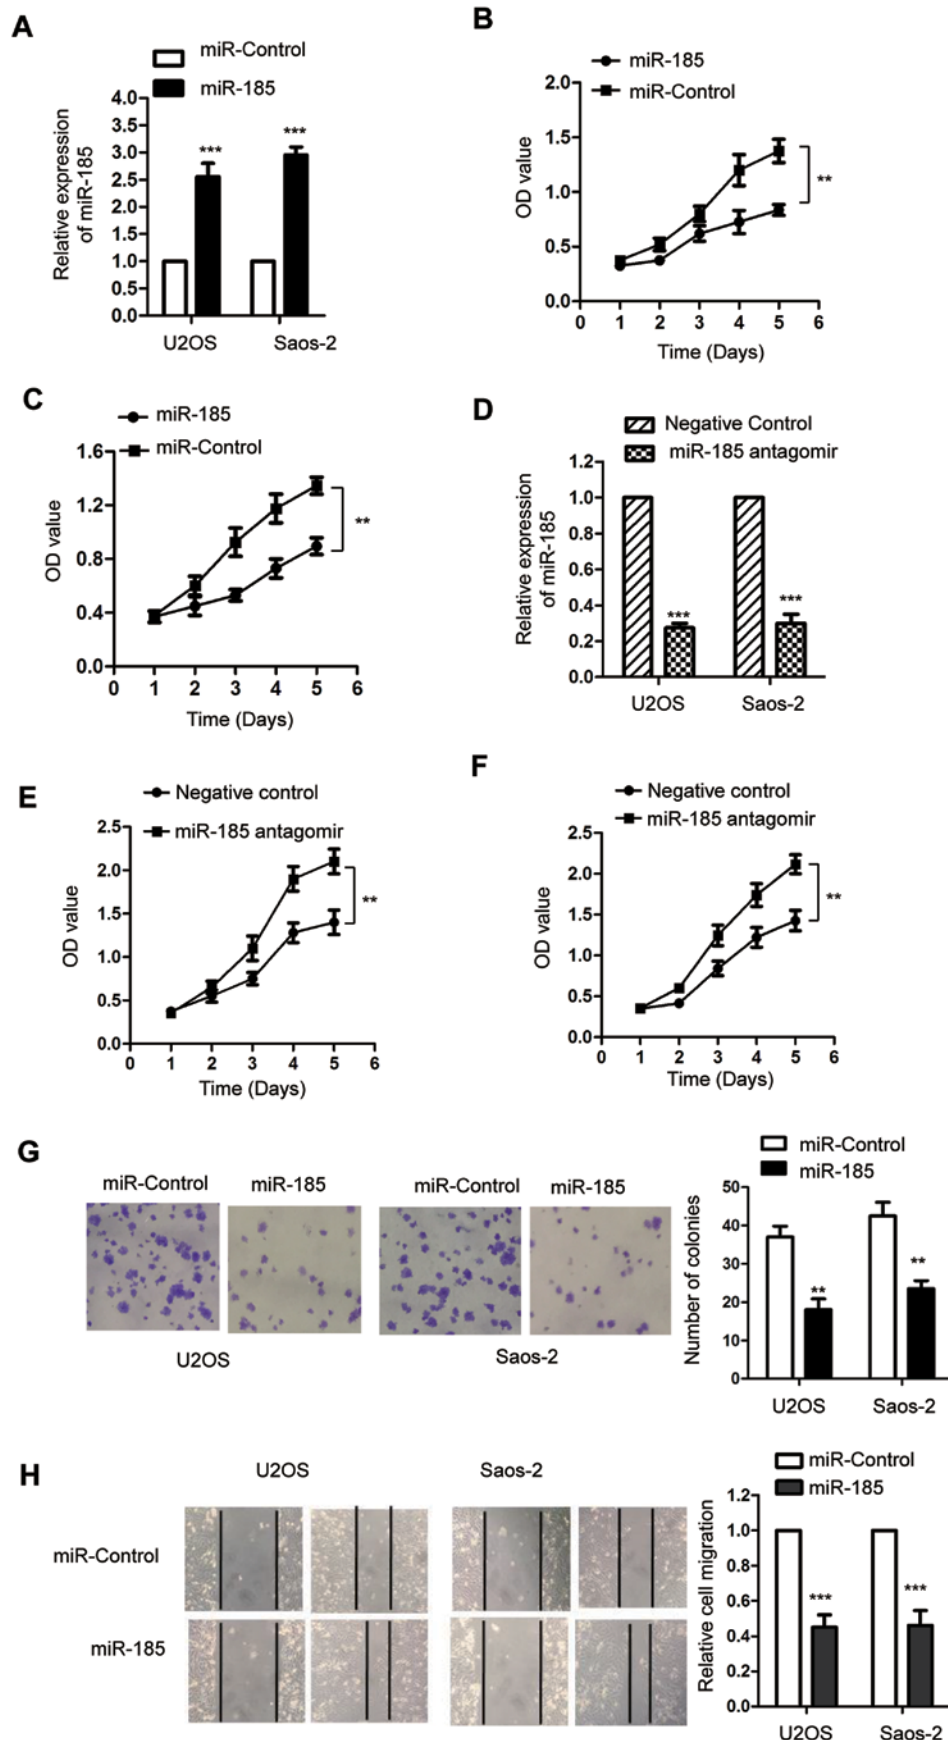 A
miR-Control
miR-185
4.0
3.5
3.0
2.5
2.0
1.5
1.0
0.5
0.0
Relative expression
of miR-185
***
***
U2OS
Saos-2
B
miR-185
miR-Control
2.0
1.5
1.0
0.5
0.0
OD value
**
0 1 2 3 4 5 6
Time (Days)
C
miR-185
miR-Control
1.6
1.2
0.8
0.4
0.0
OD value
**
0 1 2 3 4 5 6
Time (Days)
D
Negative Control
miR-185 antagomir
1.2
1.0
0.8
0.6
0.4
0.2
0.0
Relative expression
of miR-185
***
***
U2OS
Saos-2
E
Negative control
miR-185 antagomir
2.5
2.0
1.5
1.0
0.5
0.0
OD value
**
0 1 2 3 4 5 6
Time (Days)
F
Negative control
miR-185 antagomir
2.5
2.0
1.5
1.0
0.5
0.0
OD value
**
0 1 2 3 4 5 6
Time (Days)
G
miR-Control
miR-185
miR-Control
miR-185
U2OS
Saos-2
miR-Control
miR-185
50
40
30
20
10
0
Number of colonies
**
**
U2OS
Saos-2
H
U2OS
Saos-2
miR-Control
miR-185
miR-Control
miR-185
1.2
1.0
0.8
0.6
0.4
0.2
0.0
Relative cell migration
***
***
U2OS
Saos-2